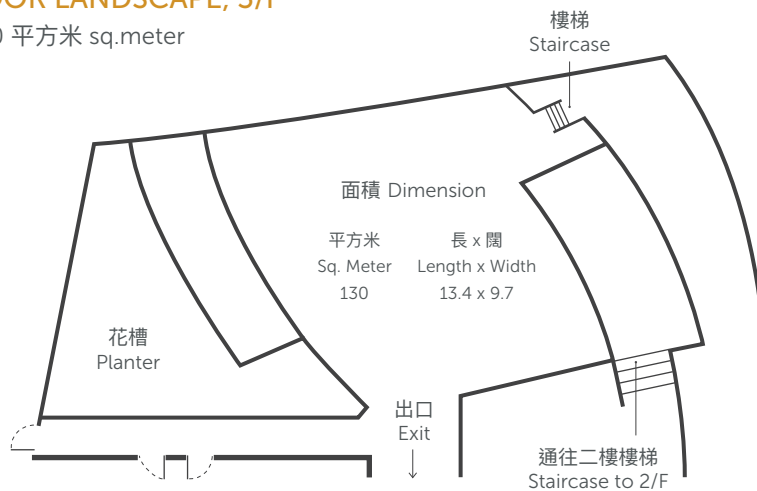 LANDSCAPE, 3/F
平方米 sq.meter
樓梯
Staircase
面積 Dimension
平方米 長 x 闊
Sq. Meter Length x Width
130 13.4 x 9.7
花槽
Planter
出口
Exit
通往二樓樓梯
Staircase to 2/F